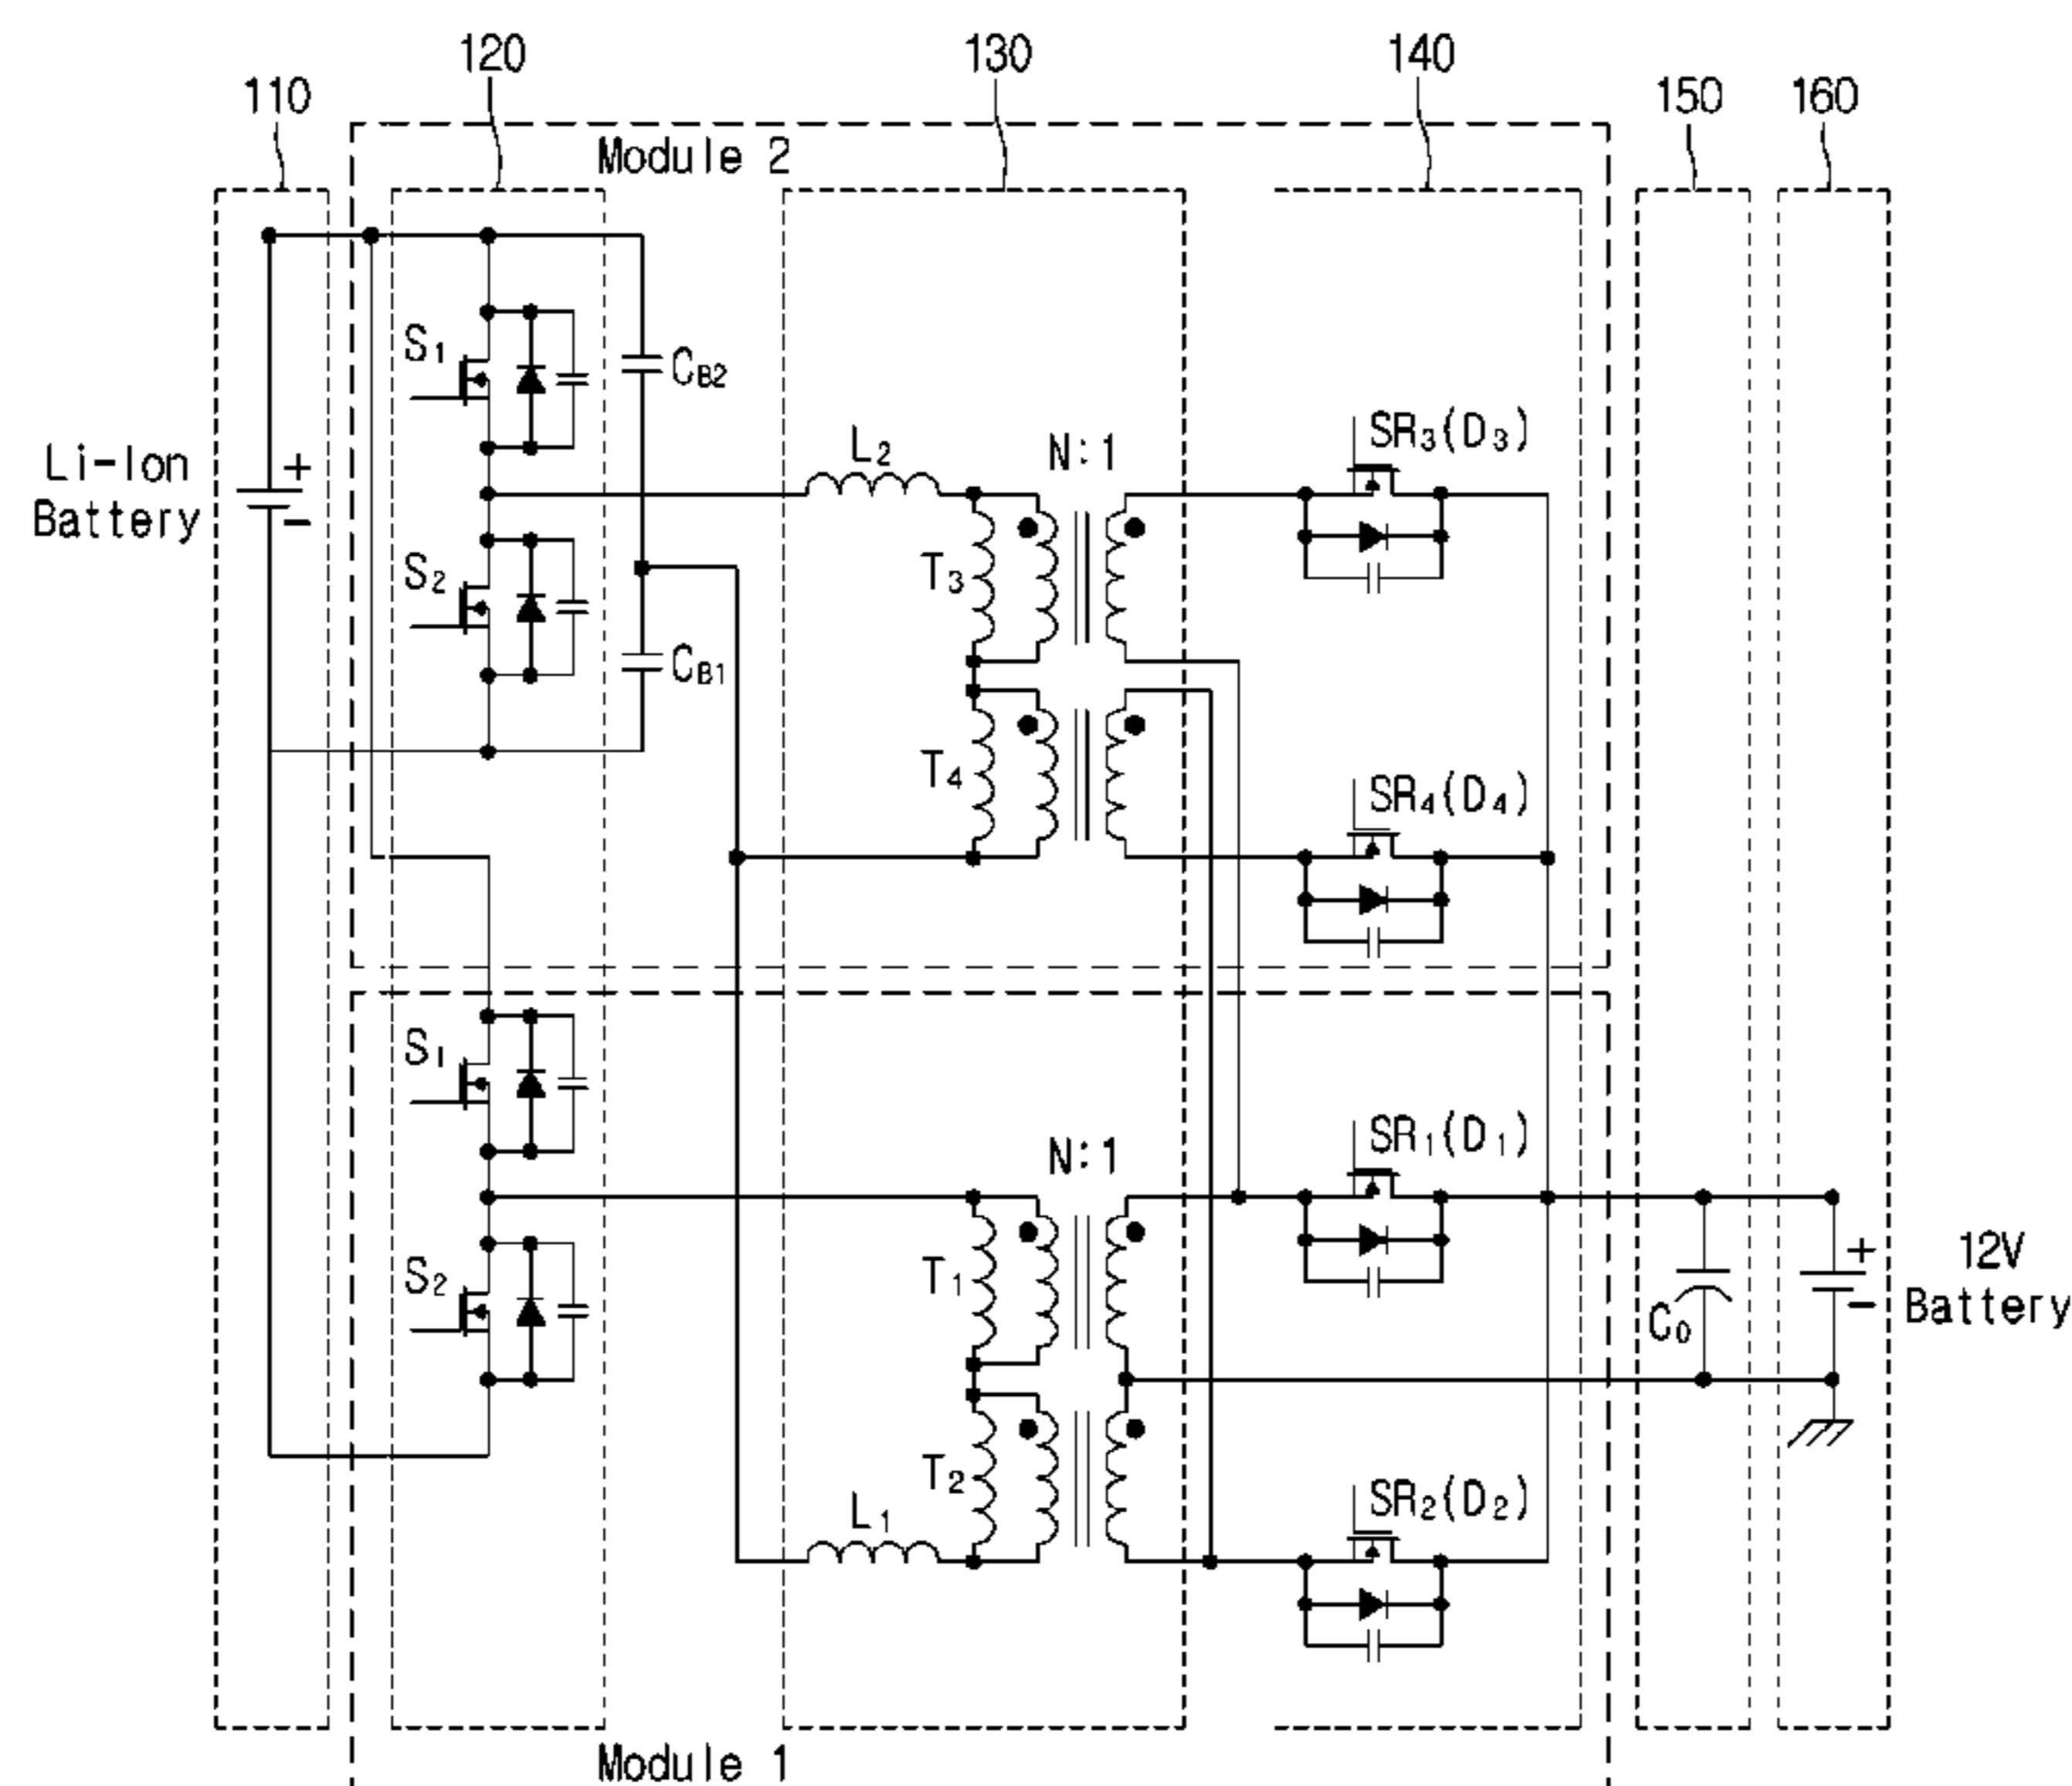 110
120
130
140
150
160
Module 2
S1
CB2
Li-Ion
Battery
+
−
L2
N:1
SR3(D3)
S2
T3
CB1
T4
SR4(D4)
S1
N:1
SR1(D1)
S2
T1
C0
+
−
12V
Battery
T2
L1
SR2(D2)
Module 1